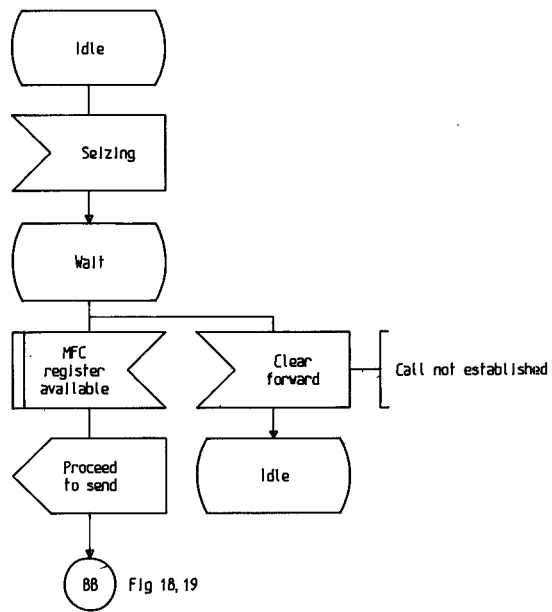 Idle
Seizing
Wait
MFC
register
available
Clear
forward
Call not established
Proceed
to send
Idle
BB
Fig 18, 19